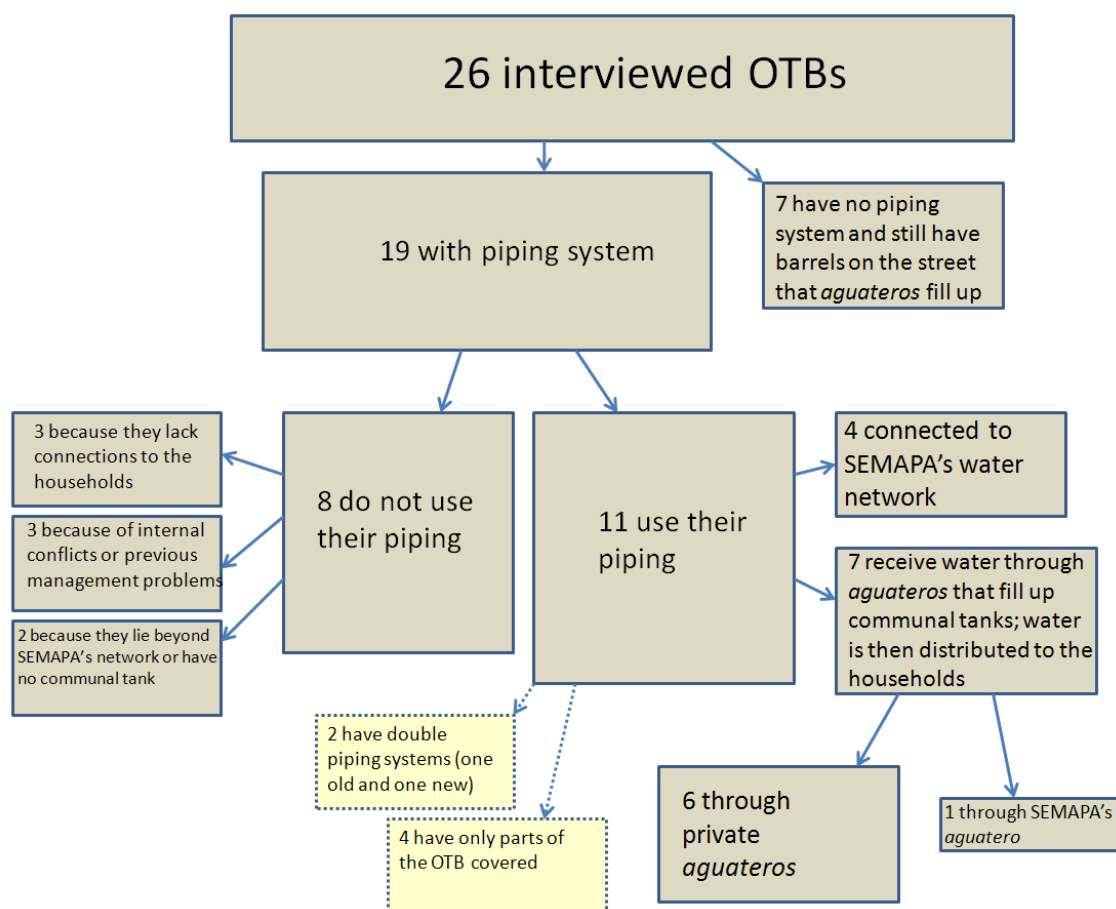 26 interviewed OTBs
19 with piping system
7 have no piping
system and still have
barrels on the street
that aguateros fill up
3 because they lack
connections to the
households
3 because of internal
conflicts or previous
management problems
2 because they lie beyond
SEMAPA's network or have
no communal tank
8 do not use
their piping
11 use their
piping
4 connected to
SEMAPA's water
network
7 receive water through
aguateros that fill up
communal tanks; water
is then distributed to the
households
2 have double
piping systems (one
old and one new)
4 have only parts of
the OTB covered
6 through
private
aguateros
1 through SEMAPA's
aguatero